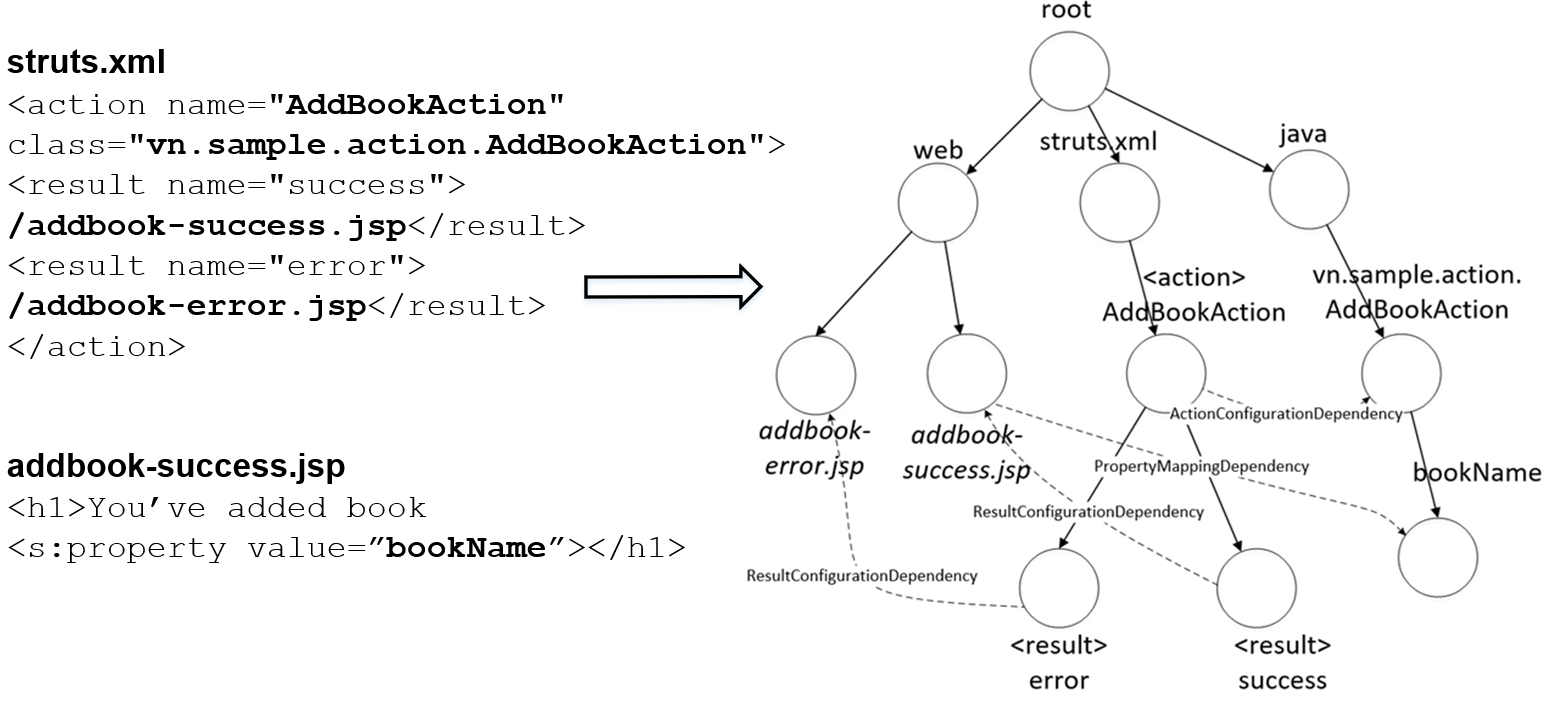 struts.xml
<action name="AddBookAction"
class="vn.sample.action.AddBookAction">
<result name="success">
/addbook-success.jsp</result>
<result name="error">
/addbook-error.jsp</result>
</action>
addbook-success.jsp
<h1>You’ve added book
<s:property value=”bookName”></h1>
root
web
struts.xml
java
<action>
AddBookAction
vn.sample.action.
AddBookAction
addbook-
error.jsp
addbook-
success.jsp
ActionConfigurationDependency
PropertyMappingDependency
bookName
ResultConfigurationDependency
ResultConfigurationDependency
<result>
error
<result>
success